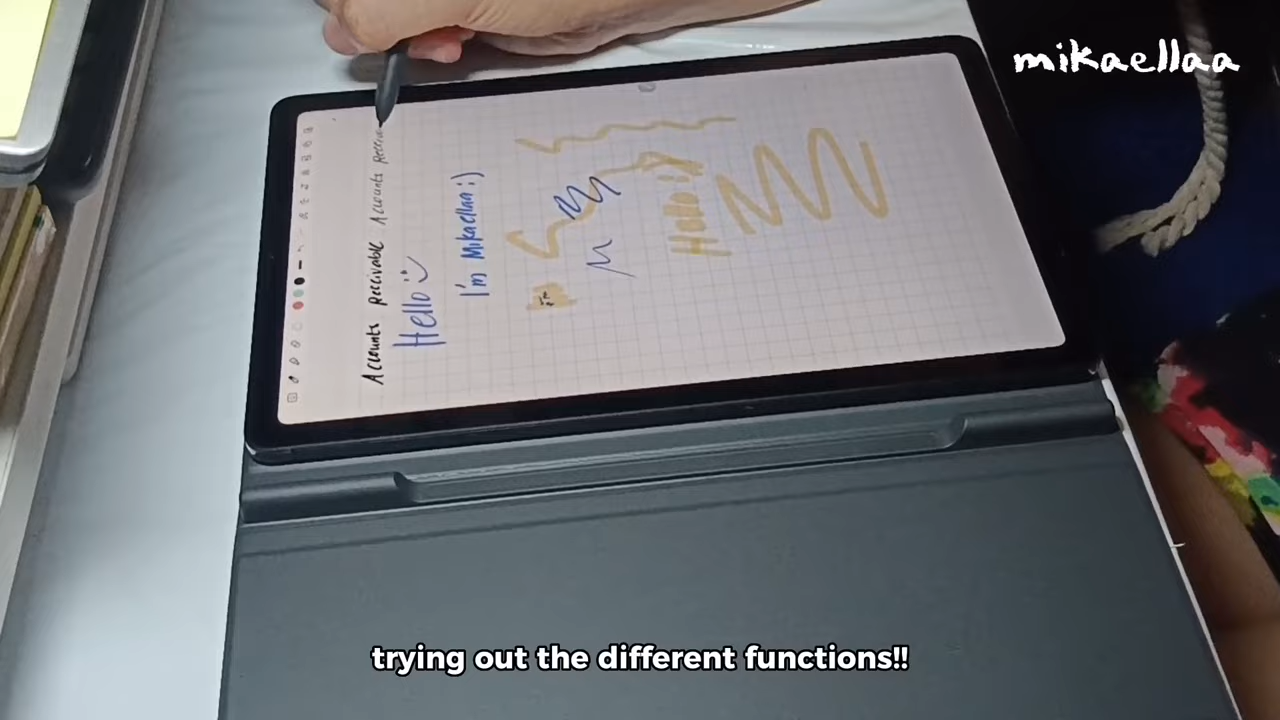 mikaellaa
Accounts Receivable Accounts Receiva
Hello :)
I'm Mikaellaa :)
Hello :)
trying out the different functions!!